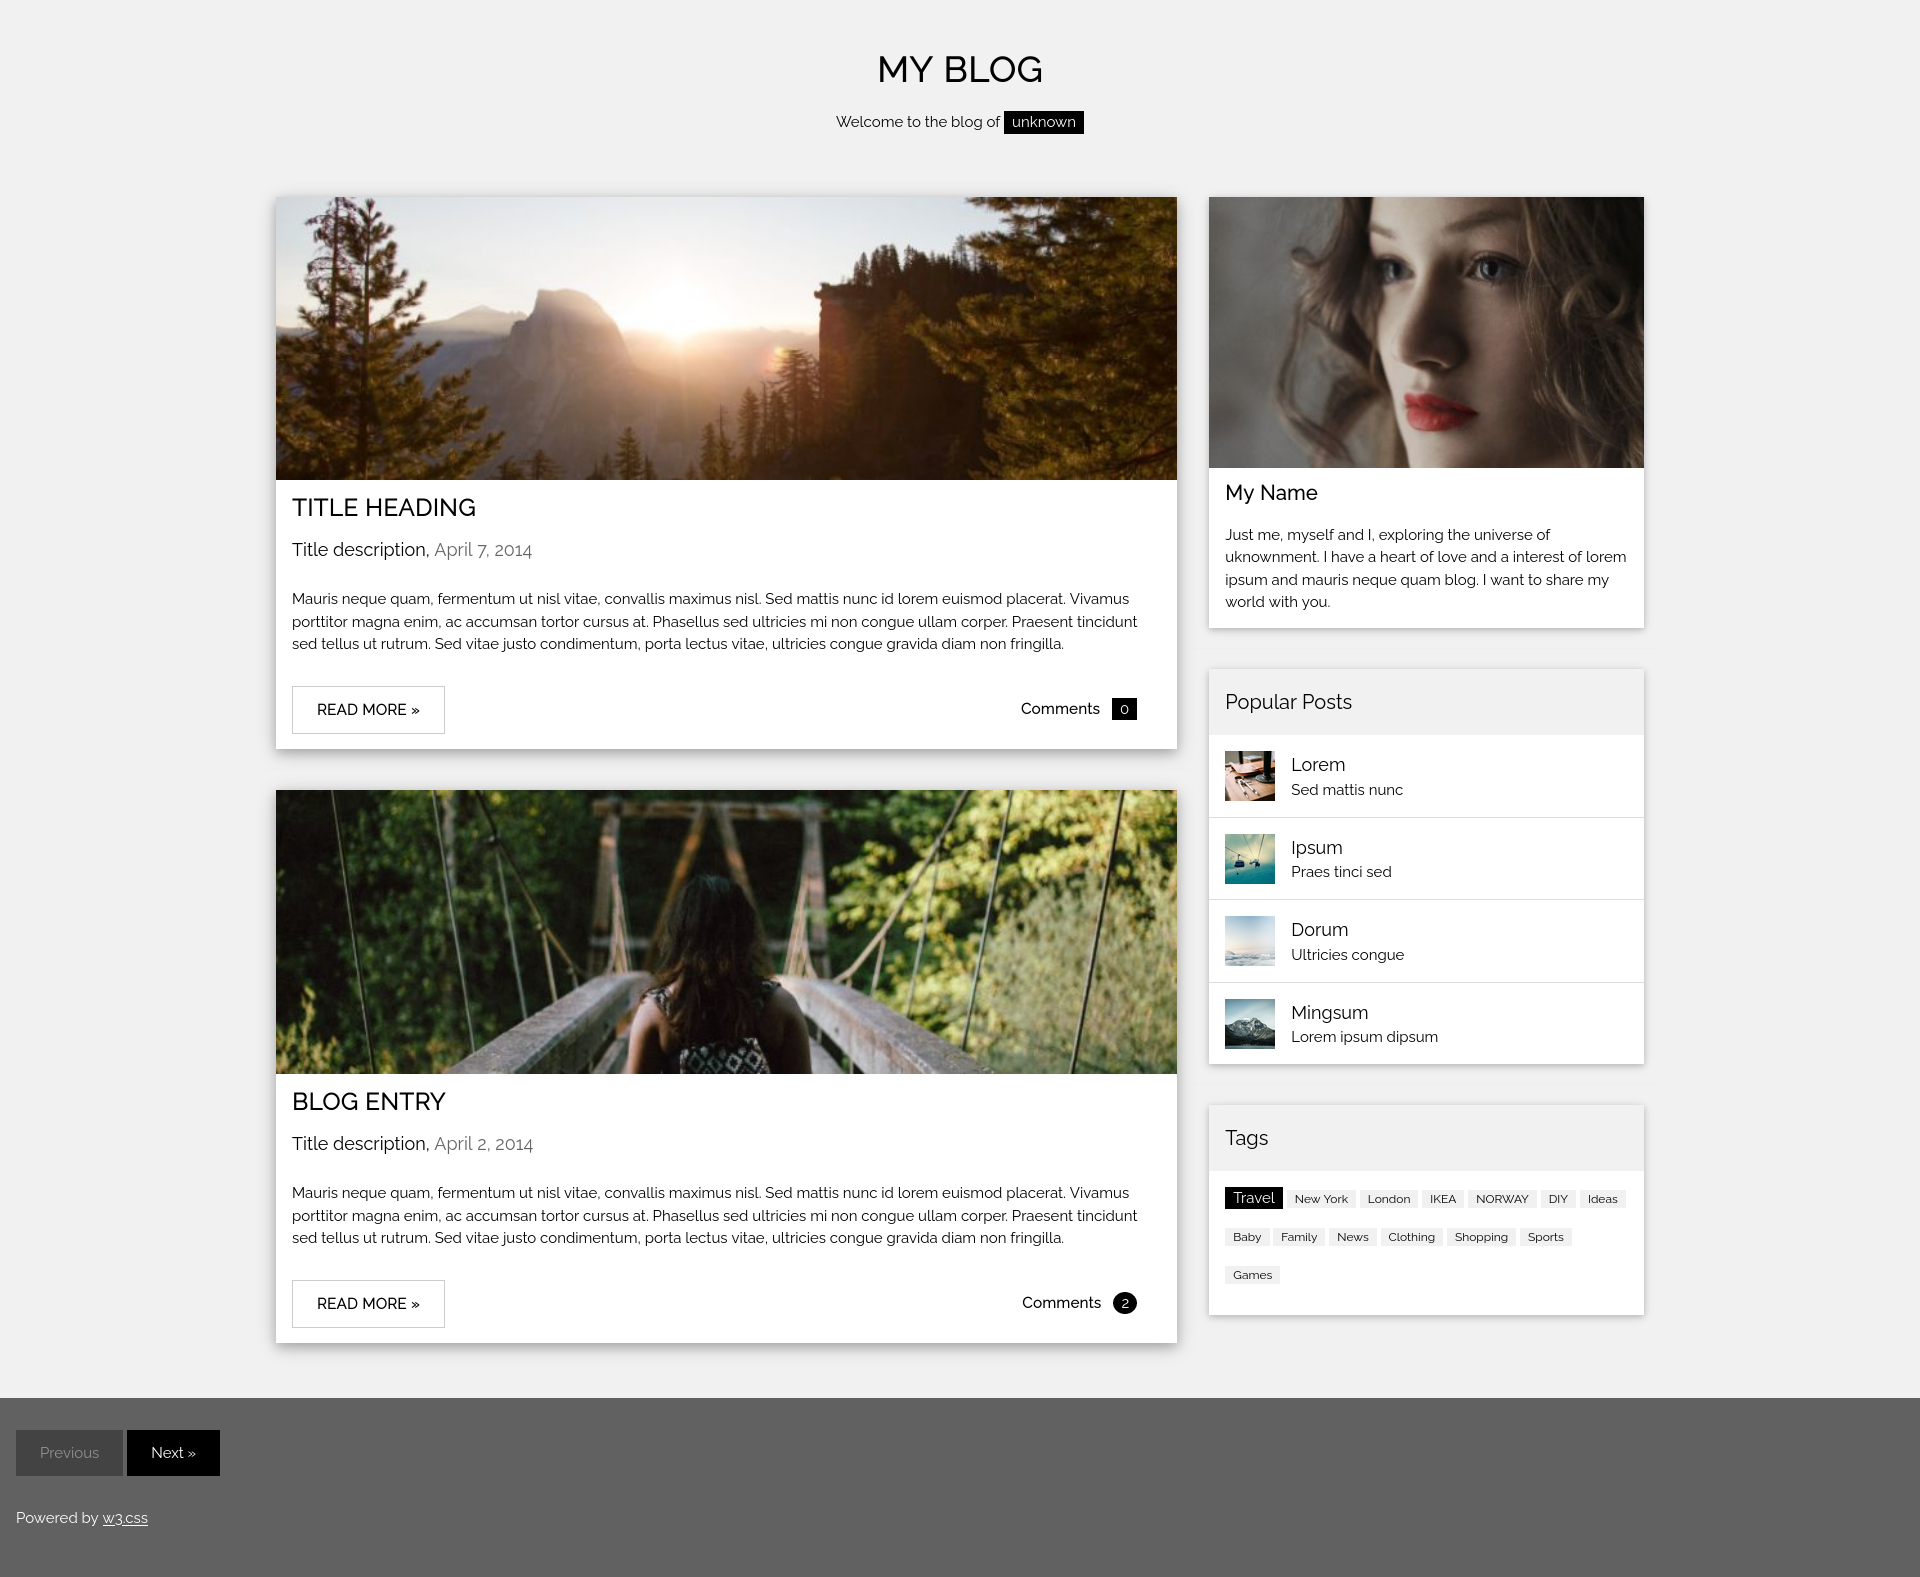 MY BLOG
Welcome to the blog of unknown
TITLE HEADING
Title description, April 7, 2014
Mauris neque quam, fermentum ut nisl vitae, convallis maximus nisl. Sed mattis nunc id lorem euismod placerat. Vivamus
porttitor magna enim, ac accumsan tortor cursus at. Phasellus sed ultricies mi non congue ullam corper. Praesent tincidunt
sed tellus ut rutrum. Sed vitae justo condimentum, porta lectus vitae, ultricies congue gravida diam non fringilla.
READ MORE »
Comments 0
BLOG ENTRY
Title description, April 2, 2014
Mauris neque quam, fermentum ut nisl vitae, convallis maximus nisl. Sed mattis nunc id lorem euismod placerat. Vivamus
porttitor magna enim, ac accumsan tortor cursus at. Phasellus sed ultricies mi non congue ullam corper. Praesent tincidunt
sed tellus ut rutrum. Sed vitae justo condimentum, porta lectus vitae, ultricies congue gravida diam non fringilla.
READ MORE »
Comments 2
My Name
Just me, myself and I, exploring the universe of
uknownment. I have a heart of love and a interest of lorem
ipsum and mauris neque quam blog. I want to share my
world with you.
Popular Posts
Lorem
Sed mattis nunc
Ipsum
Praes tinci sed
Dorum
Ultricies congue
Mingsum
Lorem ipsum dipsum
Tags
Travel New York London IKEA NORWAY DIY Ideas
Baby Family News Clothing Shopping Sports
Games
Previous Next »
Powered by w3.css